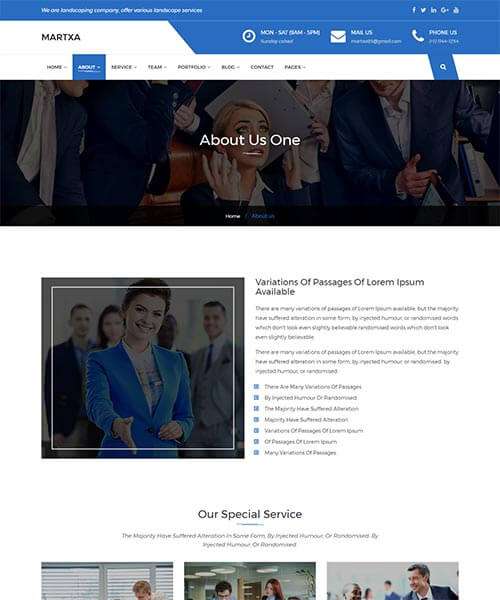 We are landscaping company, offer various landscape services
MARTXA
MON - SAT (9AM - 5PM)
Sunday colsed
MAIL US
PHONE US
HOME
ABOUT
SERVICE
TEAM
PORTFOLIO
BLOG
CONTACT
PAGES
About Us One
Home / About us
Variations Of Passages Of Lorem Ipsum
Available
There are many variations of passages of Lorem Ipsum available, but the majority
have suffered alteration in some form, by injected humour, or randomised words
which don't look even slightly believable.randomised words which don't look
even slightly believable
There are many variations of passages of Lorem Ipsum available, but the majority
have suffered alteration in some form, by injected humour, or randomised. by
injected humour, or randomised.
There Are Many Variations Of Passages
By Injected Humour Or Randomised.
The Majority Have Suffered Alteration
Majority Have Suffered Alteration
Variations Of Passages Of Lorem Ipsum
Of Passages Of Lorem Ipsum
Many Variations Of Passages
Our Special Service
The Majority Have Suffered Alteration In Some Form, By Injected Humour, Or Randomised. By
Injected Humour, Or Randomised.